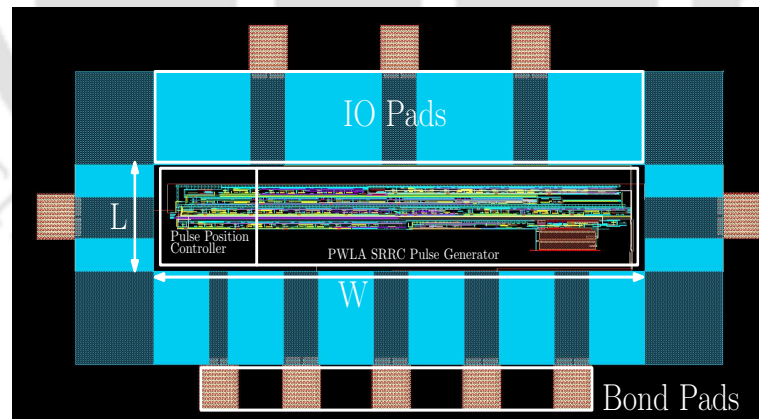 IO Pads
L
Pulse Position
Controller
PWLA SRRC Pulse Generator
W
Bond Pads